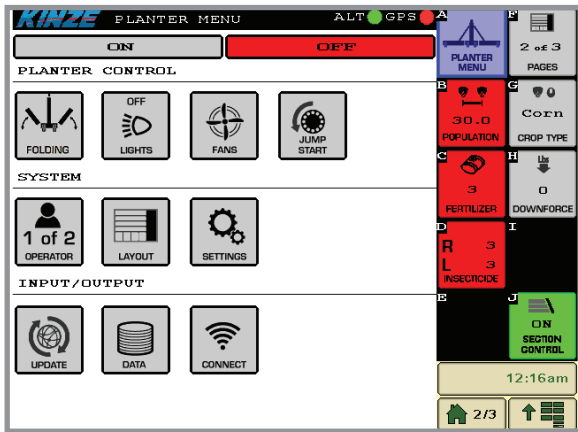 KINZE PLANTER MENU ALT GPS
ON OFF
PLANTER CONTROL
FOLDING
OFF
LIGHTS
FANS
JUMP
START
SYSTEM
1 of 2
OPERATOR
LAYOUT
SETTINGS
INPUT/OUTPUT
UPDATE
DATA
CONNECT
A
PLANTER
MENU
F
2 of 3
PAGES
B
30.0
POPULATION
G
Corn
CROP TYPE
C
3
FERTILIZER
H
Lbs
0
DOWNFORCE
D
R 3
L 3
INSECTICIDE
I
E
J
ON
SECTION
CONTROL
12:16am
2/3